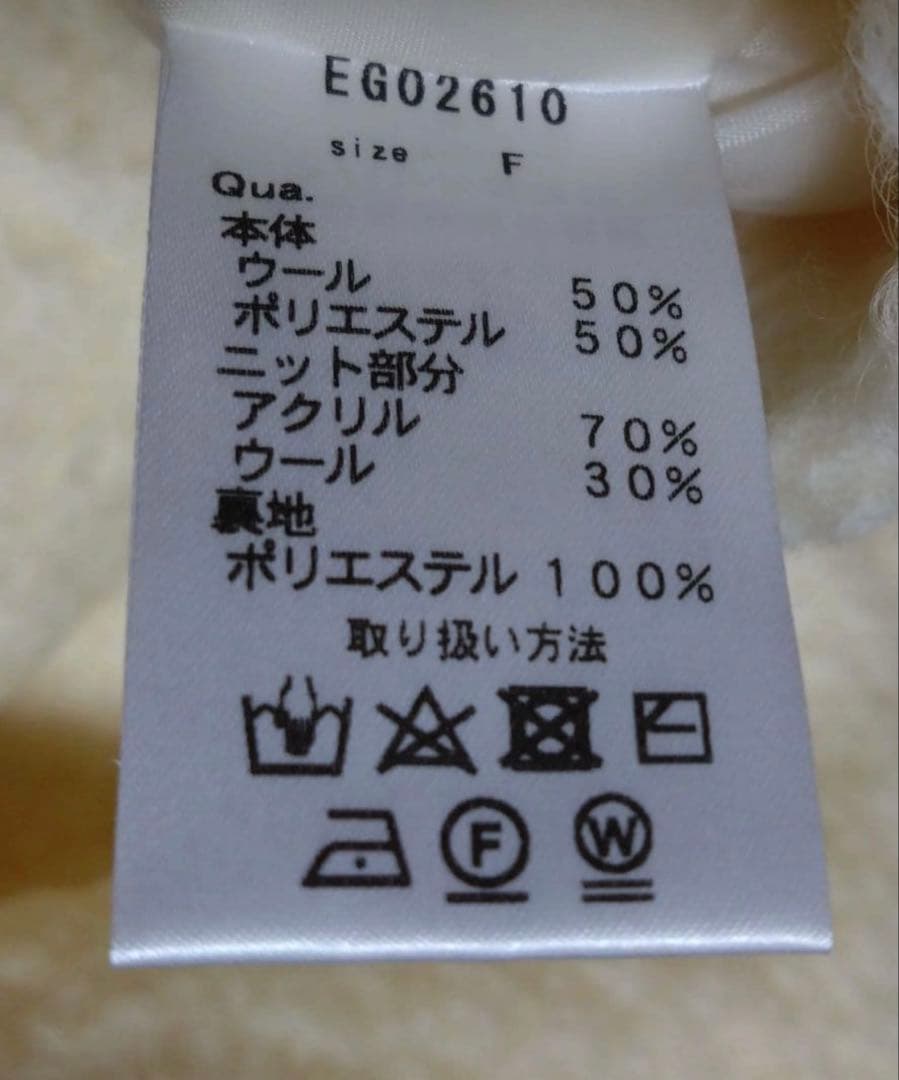 EG02610
size F
Qua.
本体
ウール 50%
ポリエステル 50%
ニット部分
アクリル 70%
ウール 30%
裏地
ポリエステル 100%
取り扱い方法
F W